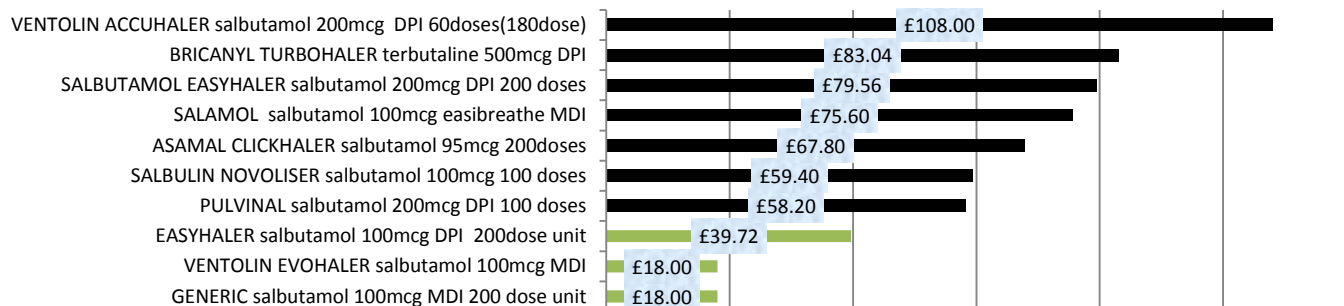 VENTOLIN ACCUHALER salbutamol 200mcg  DPI 60doses(180dose) £108.00
BRICANYL TURBOHALER terbutaline 500mcg DPI £83.04
SALBUTAMOL EASYHALER salbutamol 200mcg DPI 200 doses £79.56
SALAMOL  salbutamol 100mcg easibreathe MDI £75.60
ASAMAL CLICKHALER salbutamol 95mcg 200doses £67.80
SALBULIN NOVOLISER salbutamol 100mcg 100 doses £59.40
PULVINAL salbutamol 200mcg DPI 100 doses £58.20
EASYHALER salbutamol 100mcg DPI  200dose unit £39.72
VENTOLIN EVOHALER salbutamol 100mcg MDI £18.00
GENERIC salbutamol 100mcg MDI 200 dose unit £18.00